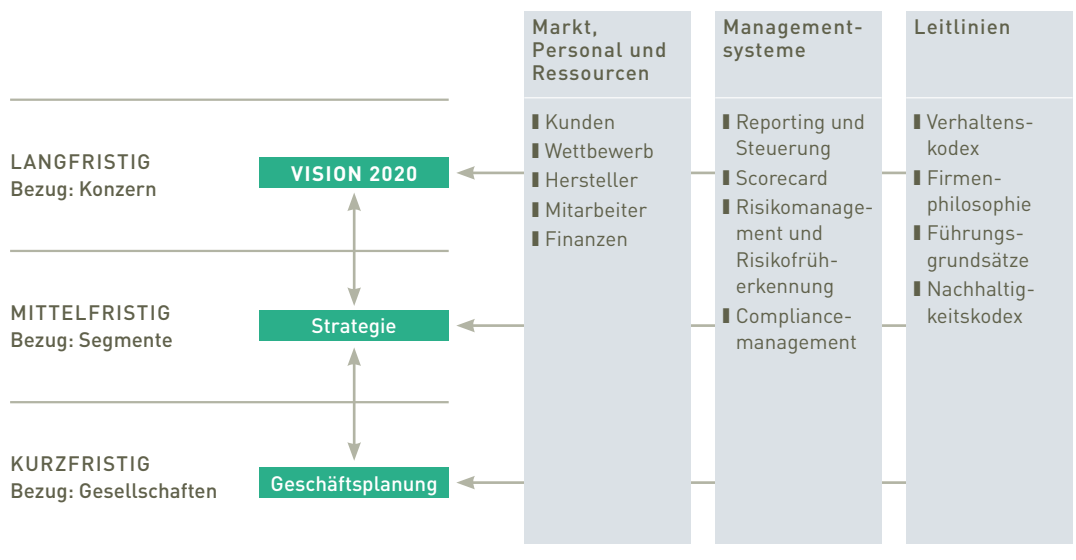 Markt,
Personal und
Ressourcen
Kunden
Wettbewerb
Hersteller
Mitarbeiter
Finanzen
Management-
systeme
Reporting und
Steuerung
Scorecard
Risikomanage-
ment und
Risikofrüh-
erkennung
Compliance-
management
Leitlinien
Verhaltens-
kodex
Firmen-
philosophie
Führungs-
grundsätze
Nachhaltig-
keitskodex
LANGFRISTIG
Bezug: Konzern
VISION 2020
MITTELFRISTIG
Bezug: Segmente
Strategie
KURZFRISTIG
Bezug: Gesellschaften
Geschäftsplanung